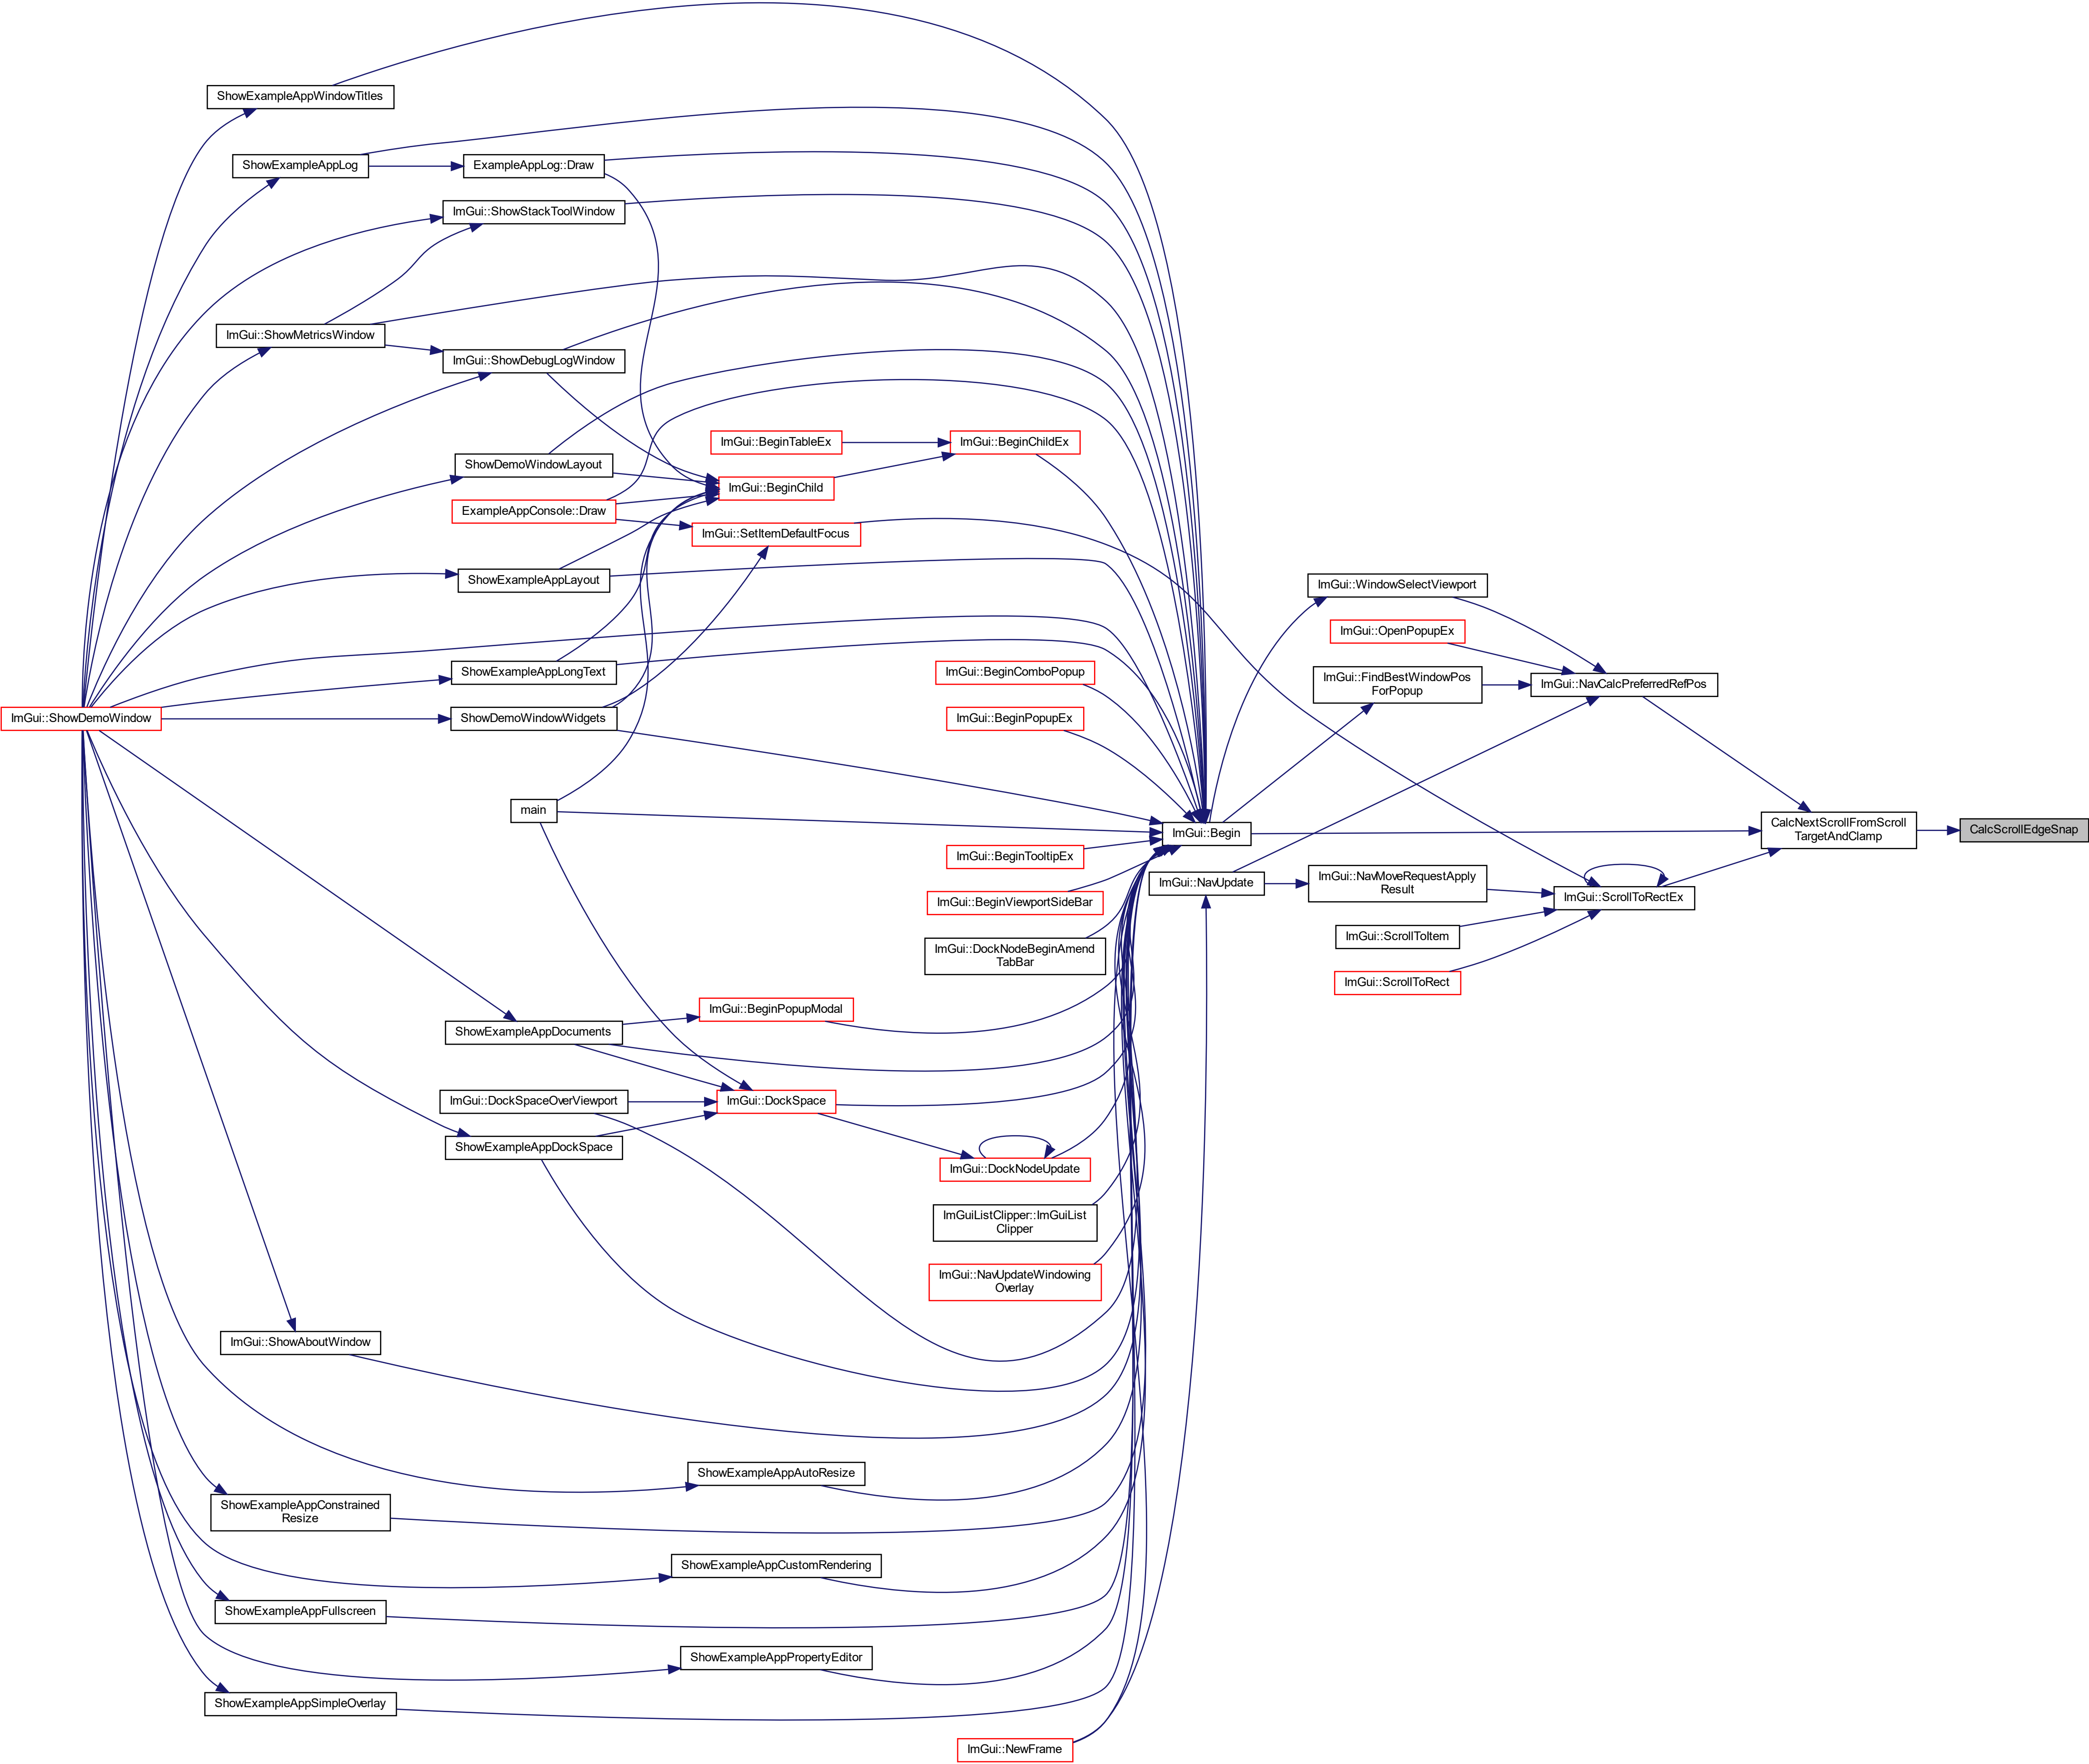 ShowExampleAppWindowTitles
ShowExampleAppLog
ExampleAppLog::Draw
ImGui::ShowStackToolWindow
ImGui::ShowMetricsWindow
ImGui::ShowDebugLogWindow
ImGui::BeginTableEx
ImGui::BeginChildEx
ShowDemoWindowLayout
ImGui::BeginChild
ExampleAppConsole::Draw
ImGui::SetItemDefaultFocus
ShowExampleAppLayout
ImGui::WindowSelectViewport
ImGui::OpenPopupEx
ShowExampleAppLongText
ImGui::BeginComboPopup
ImGui::FindBestWindowPos
ForPopup
ImGui::NavCalcPreferredRefPos
ImGui::ShowDemoWindow
ShowDemoWindowWidgets
ImGui::BeginPopupEx
main
ImGui::Begin
CalcNextScrollFromScroll
TargetAndClamp
CalcScrollEdgeSnap
ImGui::BeginTooltipEx
ImGui::NavUpdate
ImGui::NavMoveRequestApply
Result
ImGui::ScrollToRectEx
ImGui::BeginViewportSideBar
ImGui::ScrollToItem
ImGui::DockNodeBeginAmend
TabBar
ImGui::ScrollToRect
ImGui::BeginPopupModal
ShowExampleAppDocuments
ImGui::DockSpaceOverViewport
ImGui::DockSpace
ShowExampleAppDockSpace
ImGui::DockNodeUpdate
ImGuiListClipper::ImGuiList
Clipper
ImGui::NavUpdateWindowing
Overlay
ImGui::ShowAboutWindow
ShowExampleAppAutoResize
ShowExampleAppConstrained
Resize
ShowExampleAppCustomRendering
ShowExampleAppFullscreen
ShowExampleAppPropertyEditor
ShowExampleAppSimpleOverlay
ImGui::NewFrame